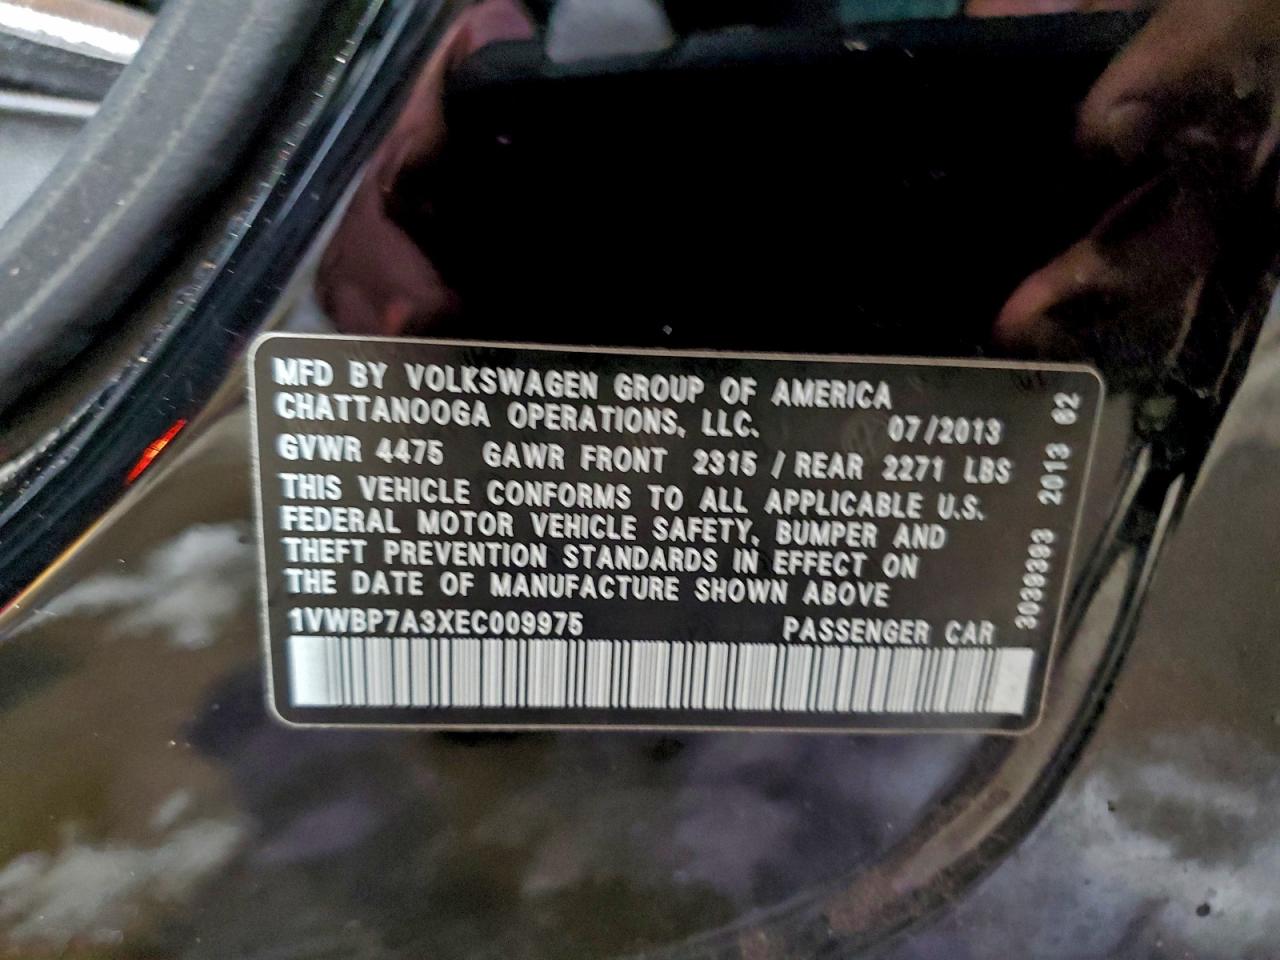 MFD BY VOLKSWAGEN GROUP OF AMERICA
CHATTANOOGA OPERATIONS, LLC. 07/2013
GVWR 4475 GAWR FRONT 2315 / REAR 2271 LBS
THIS VEHICLE CONFORMS TO ALL APPLICABLE U.S.
FEDERAL MOTOR VEHICLE SAFETY, BUMPER AND
THEFT PREVENTION STANDARDS IN EFFECT ON
THE DATE OF MANUFACTURE SHOWN ABOVE
1VWBP7A3XEC009975 PASSENGER CAR
3039393 2013 62